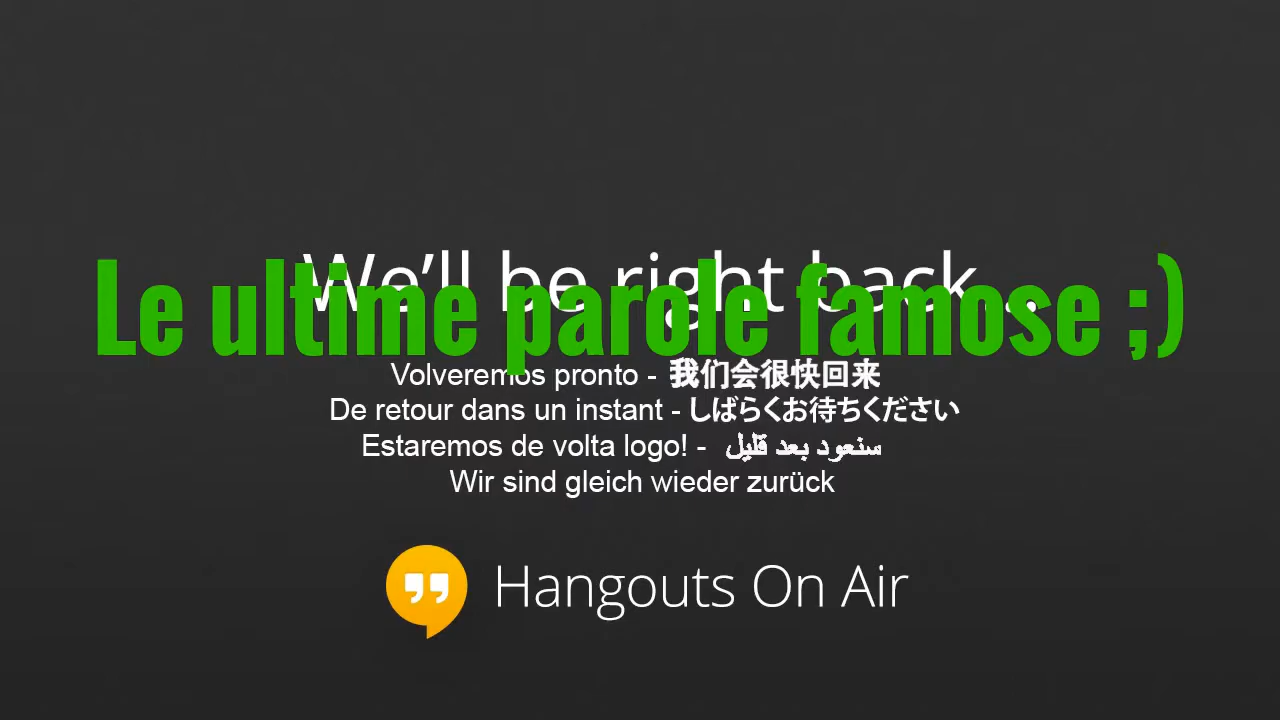 We'll be right back...
Le ultime parole famose ;)
Volveremos pronto - 我们会很快回来
De retour dans un instant - しばらくお待ちください
Estaremos de volta logo! - سنعود بعد قليل
Wir sind gleich wieder zurück
Hangouts On Air